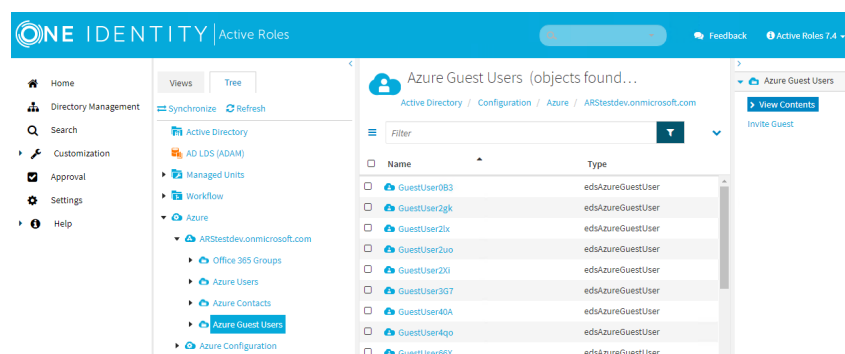 ONE IDENTITY Active Roles
Feedback
Active Roles 7.4
Home
Directory Management
Search
Customization
Approval
Settings
Help
Views
Tree
Synchronize
Refresh
Active Directory
AD LDS (ADAM)
Managed Units
Workflow
Azure
ARStestdev.onmicrosoft.com
Office 365 Groups
Azure Users
Azure Contacts
Azure Guest Users
Azure Configuration
Azure Guest Users (objects found...
Active Directory / Configuration / Azure / ARStestdev.onmicrosoft.com
Filter
Name Type
GuestUser0B3 edsAzureGuestUser
GuestUser2gk edsAzureGuestUser
GuestUser2lx edsAzureGuestUser
GuestUser2uo edsAzureGuestUser
GuestUser2Xi edsAzureGuestUser
GuestUser3G7 edsAzureGuestUser
GuestUser40A edsAzureGuestUser
GuestUser4qo edsAzureGuestUser
GuestUser66X edsAzureGuestUser
Azure Guest Users
View Contents
Invite Guest